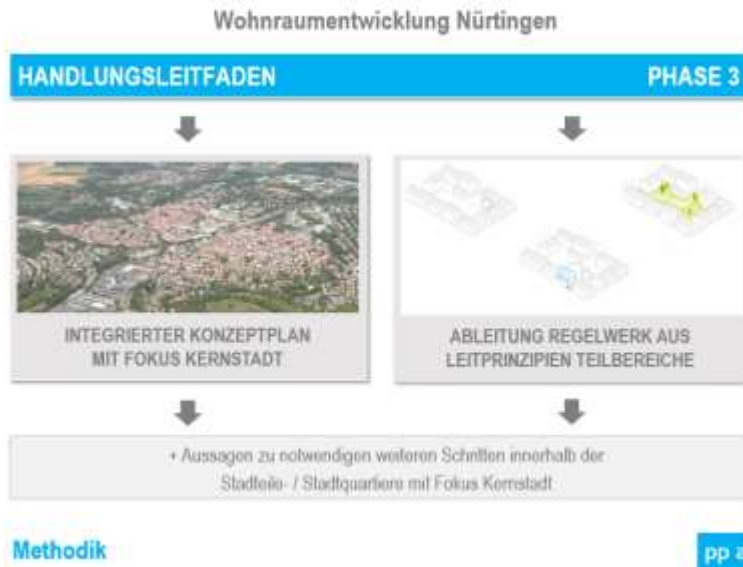 Wohnraumentwicklung Nürtingen
HANDLUNGSLEITFADEN PHASE 3
INTEGRIERTER KONZEPTPLAN
MIT FOKUS KERNSTADT
ABLEITUNG REGELWERK AUS
LEITPRINZIPIEN TEILBEREICHE
+ Aussagen zu notwendigen weiteren Schritten innerhalb der
Stadteile- / Stadtquartiere mit Fokus Kernstadt
Methodik
pp a